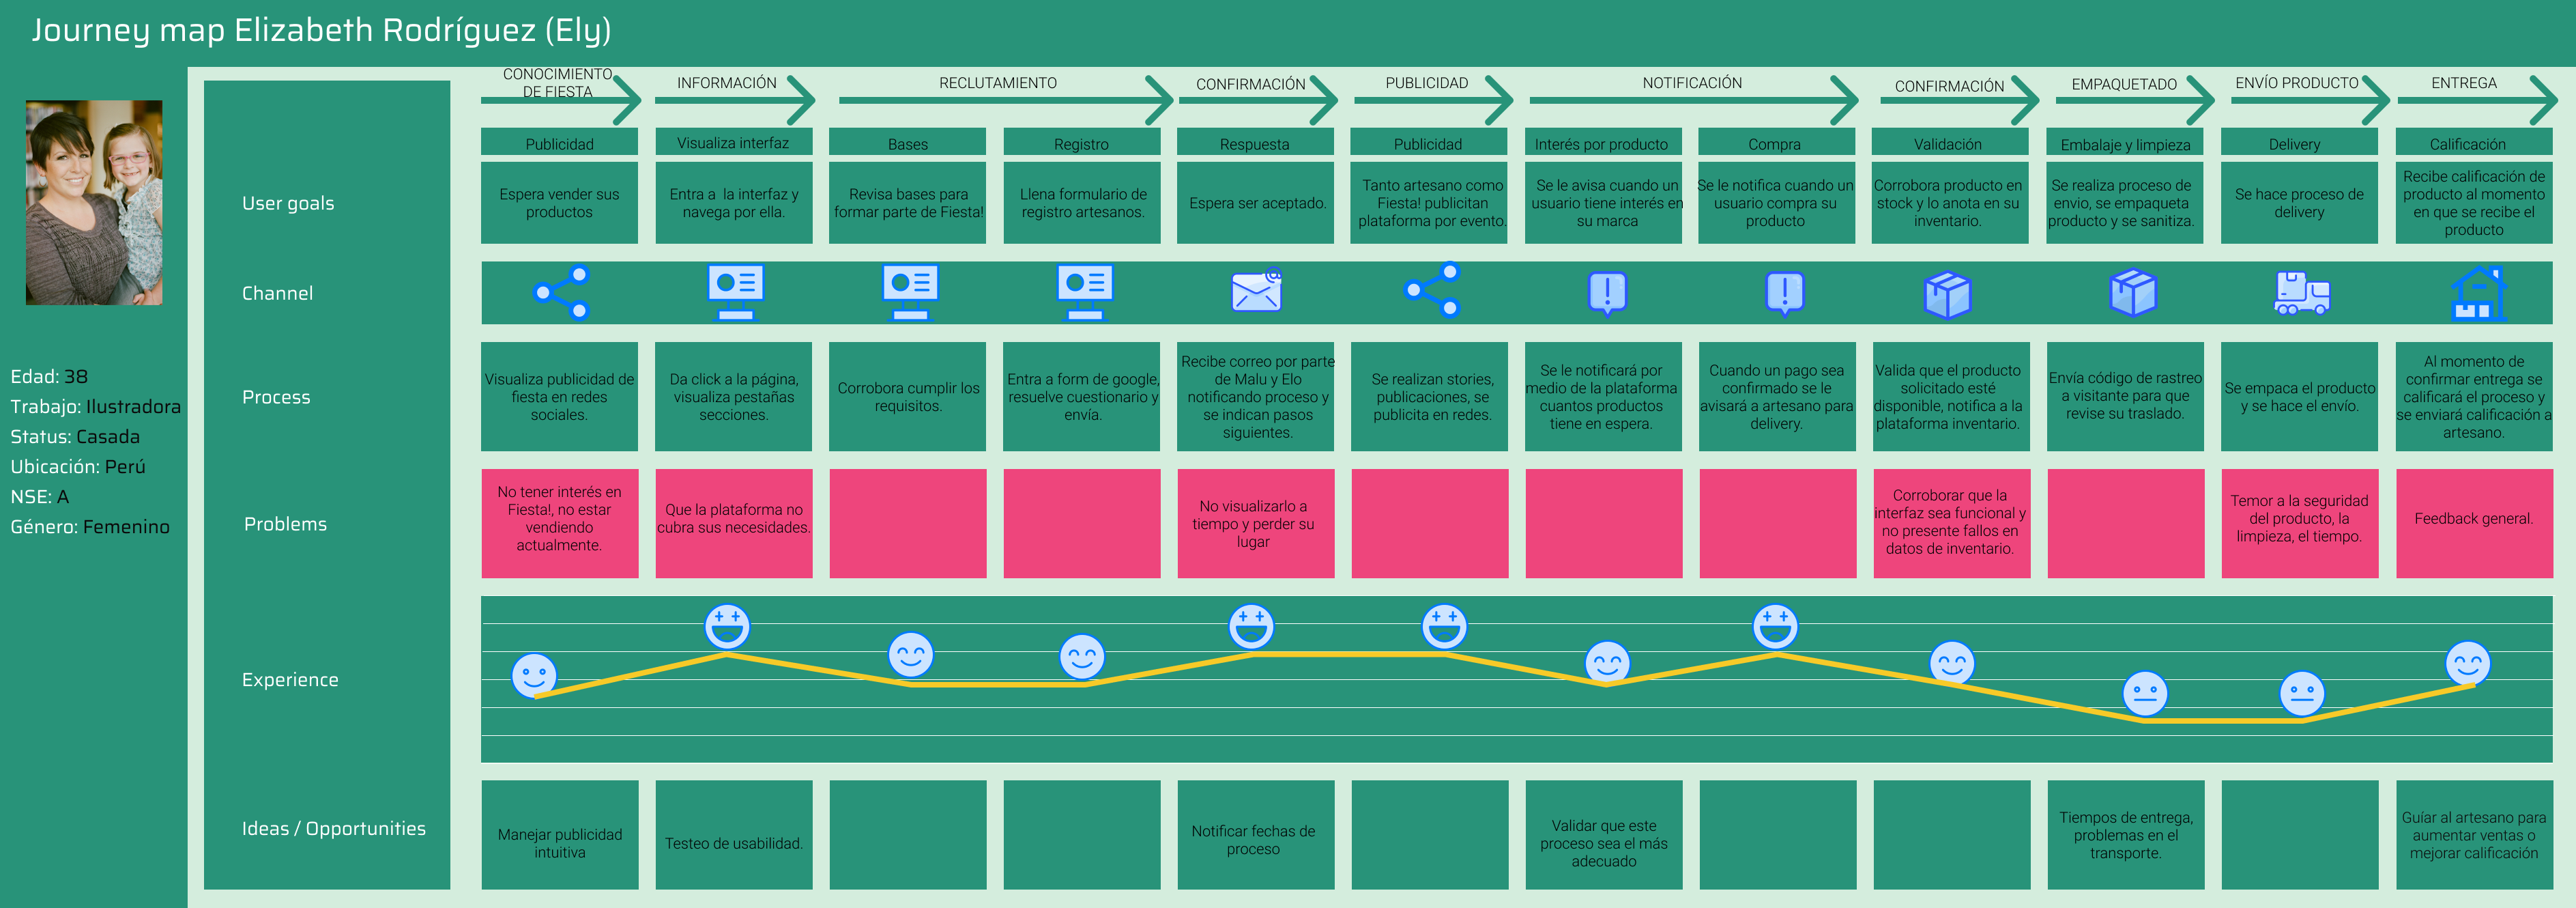 Journey map Elizabeth Rodríguez (Ely)
Edad: 38
Trabajo: Ilustradora
Status: Casada
Ubicación: Perú
NSE: A
Género: Femenino
CONOCIMIENTO
DE FIESTA
INFORMACIÓN
RECLUTAMIENTO
CONFIRMACIÓN
PUBLICIDAD
NOTIFICACIÓN
CONFIRMACIÓN
EMPAQUETADO
ENVÍO PRODUCTO
ENTREGA
Publicidad
Visualiza interfaz
Bases
Registro
Respuesta
Publicidad
Interés por producto
Compra
Validación
Embalaje y limpieza
Delivery
Calificación
User goals
Espera vender sus
productos
Entra a la interfaz y
navega por ella.
Revisa bases para
formar parte de Fiesta!
Llena formulario de
registro artesanos.
Espera ser aceptado.
Tanto artesano como
Fiesta! publicitan
plataforma por evento.
Se le avisa cuando un
usuario tiene interés en
su marca
Se le notifica cuando un
usuario compra su
producto
Corrobora producto en
stock y lo anota en su
inventario.
Se realiza proceso de
envio, se empaqueta
producto y se sanitiza.
Se hace proceso de
delivery
Recibe calificación de
producto al momento
en que se recibe el
producto
Channel
Process
Visualiza publicidad de
fiesta en redes
sociales.
Da click a la página,
visualiza pestañas
secciones.
Corrobora cumplir los
requisitos.
Entra a form de google,
resuelve cuestionario y
envía.
Recibe correo por parte
de Malu y Elo
notificando proceso y
se indican pasos
siguientes.
Se realizan stories,
publicaciones, se
publicita en redes.
Se le notificará por
medio de la plataforma
cuantos productos
tiene en espera.
Cuando un pago sea
confirmado se le
avisará a artesano para
delivery.
Valida que el producto
solicitado esté
disponible, notifica a la
plataforma inventario.
Envía código de rastreo
a visitante para que
revise su traslado.
Se empaca el producto
y se hace el envío.
Al momento de
confirmar entrega se
calificará el proceso y
se enviará calificación a
artesano.
Problems
No tener interés en
Fiesta!, no estar
vendiendo
actualmente.
Que la plataforma no
cubra sus necesidades.
No visualizarlo a
tiempo y perder su
lugar
Corroborar que la
interfaz sea funcional y
no presente fallos en
datos de inventario.
Temor a la seguridad
del producto, la
limpieza, el tiempo.
Feedback general.
Experience
Ideas / Opportunities
Manejar publicidad
intuitiva
Testeo de usabilidad.
Notificar fechas de
proceso
Validar que este
proceso sea el más
adecuado
Tiempos de entrega,
problemas en el
transporte.
Guíar al artesano para
aumentar ventas o
mejorar calificación